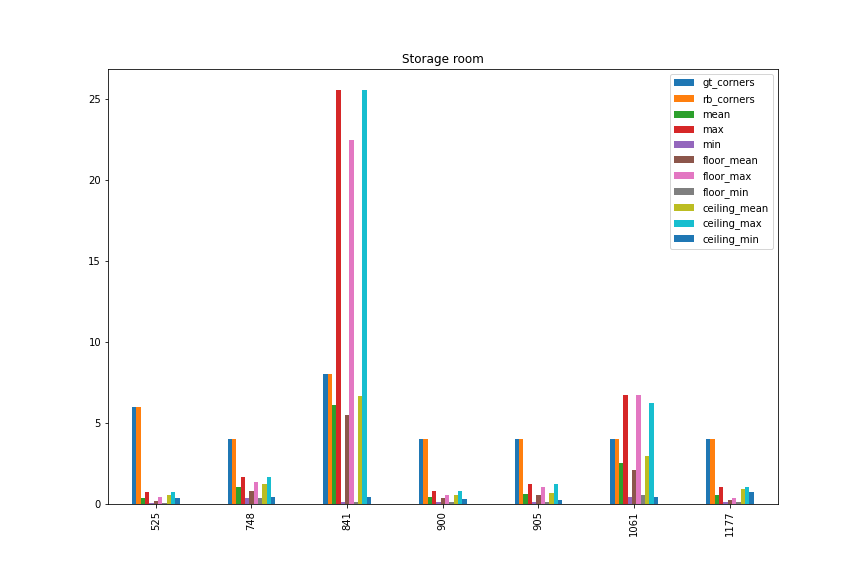 Storage room
gt_corners
rb_corners
mean
max
min
floor_mean
floor_max
floor_min
ceiling_mean
ceiling_max
ceiling_min
25
20
15
10
5
0
525
748
841
900
905
1061
1177